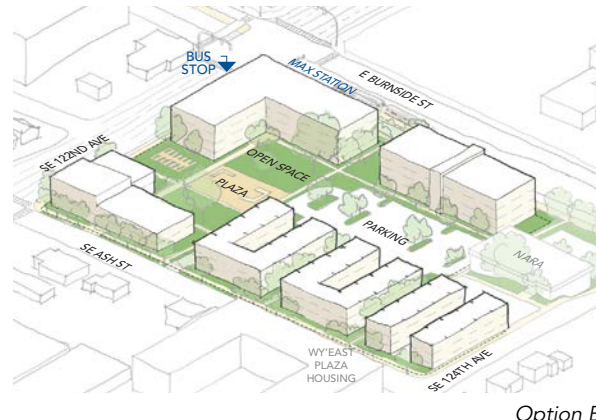 BUS
STOP
MAX STATION
E BURNSIDE ST
SE 122ND AVE
OPEN SPACE
PLAZA
PARKING
SE ASH ST
NARA
WY'EAST
PLAZA
HOUSING
SE 124TH AVE